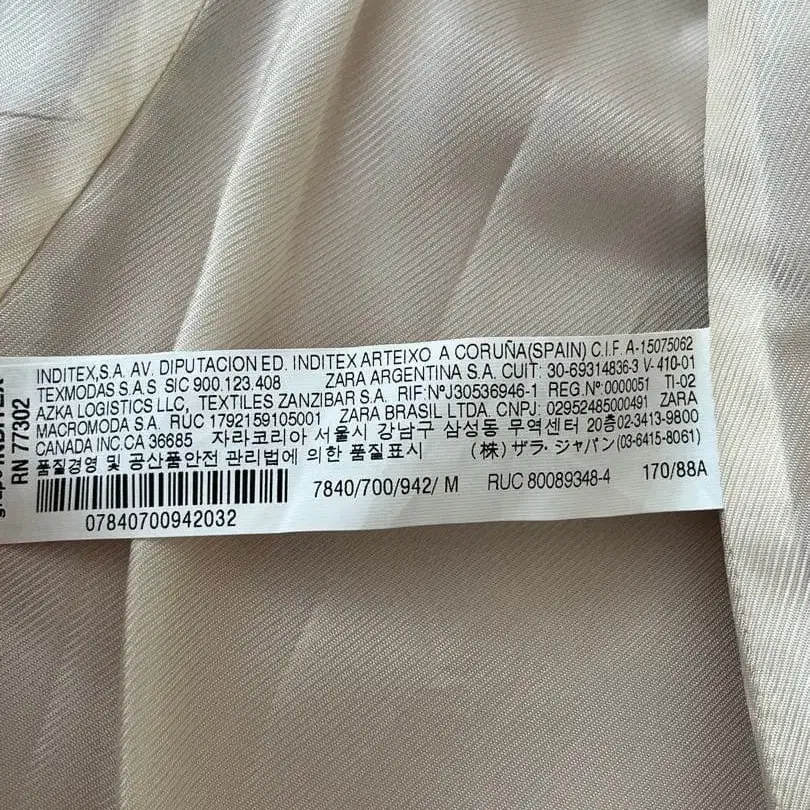 grupo INDITEX
RN 77302
INDITEX,S.A. AV. DIPUTACION ED. INDITEX ARTEIXO A CORUÑA(SPAIN) C.I.F. A-15075062
TEXMODAS S.A.S SIC 900.123.408 ZARA ARGENTINA S.A. CUIT: 30-69314836-3 V-410-01
AZKA LOGISTICS LLC, TEXTILES ZANZIBAR S.A. RIF: NºJ30536946-1 REG.Nº 0000051 TI-02
MACROMODA S.A. RUC 1792159105001 ZARA BRASIL LTDA. CNPJ: 02952485000491 ZARA
CANADA INC.CA 36685 자라코리아 서울시 강남구 삼성동 무역센터 20층02-3413-9800
품질경영 및 공산품안전 관리법에 의한 품질표시 (株) ザラ・ジャパン(03-6415-8061)
7840/700/942/ M RUC 80089348-4 170/88A
07840700942032